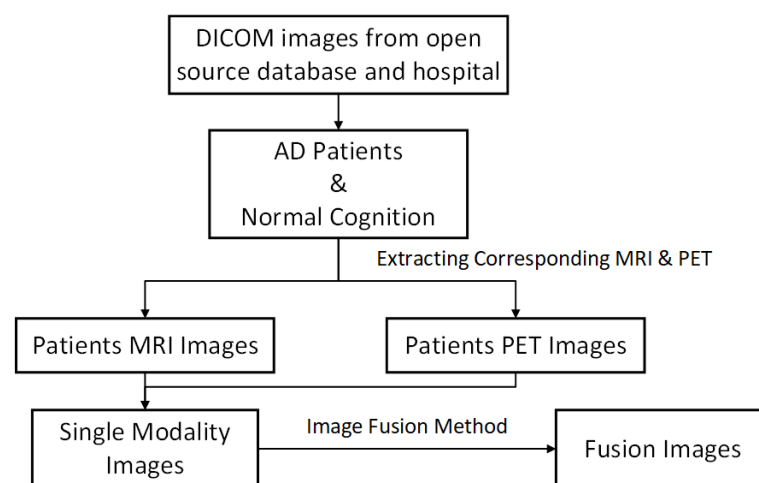 DICOM images from open
source database and hospital
AD Patients
&
Normal Cognition
Extracting Corresponding MRI & PET
Patients MRI Images
Patients PET Images
Single Modality
Images
Image Fusion Method
Fusion Images